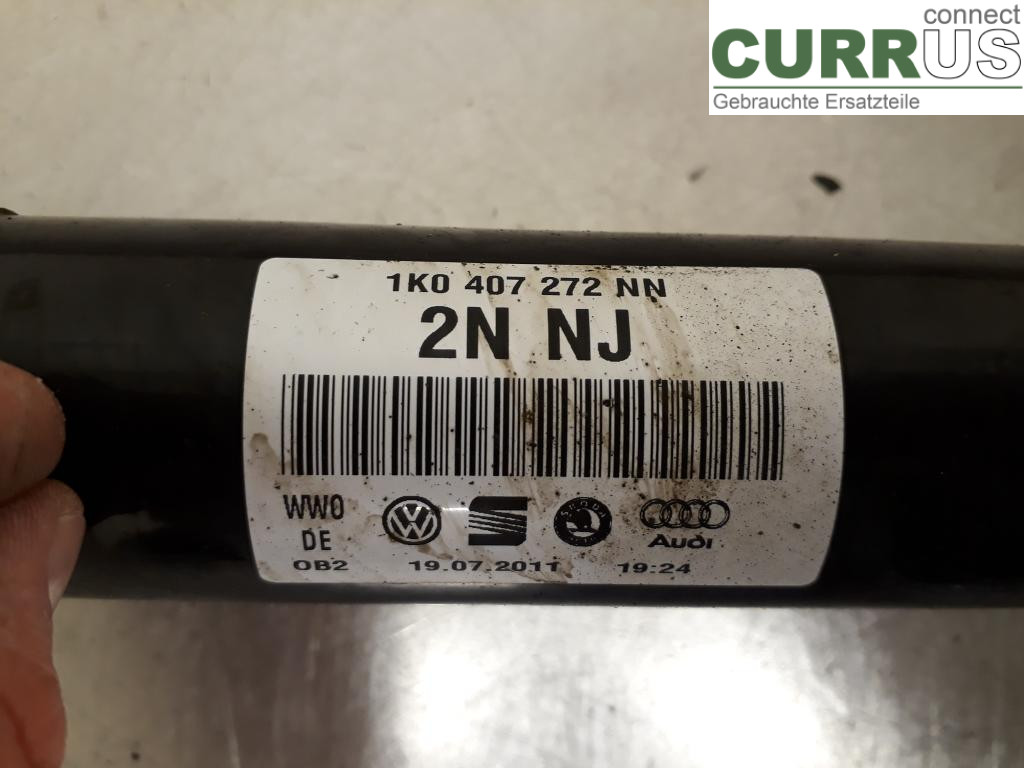 connect
CURRUS
Gebrauchte Ersatzteile
1K0 407 272 NN
2N NJ
WW0
DE
SKODA
Audi
OB2 19.07.2011 19:24